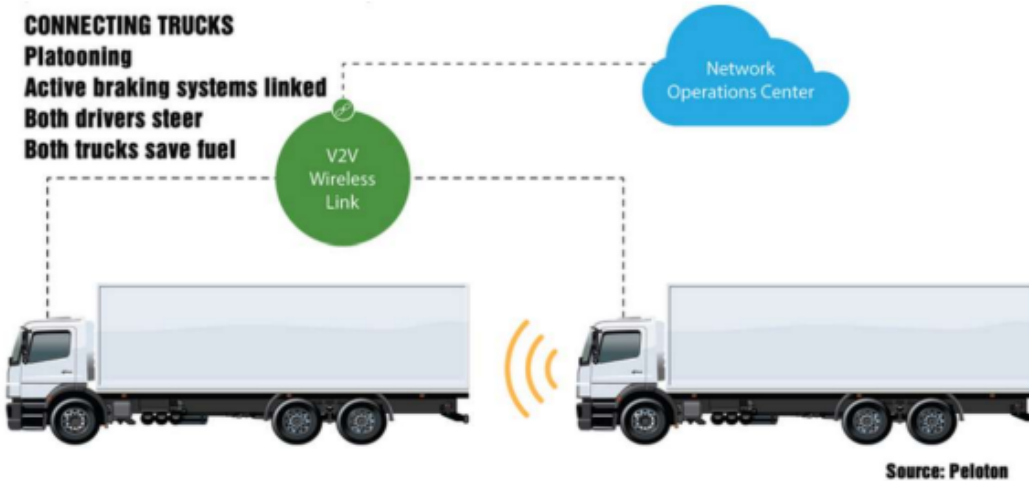 CONNECTING TRUCKS
Platooning
Active braking systems linked
Both drivers steer
Both trucks save fuel
Network
Operations Center
V2V
Wireless
Link
Source: Peloton